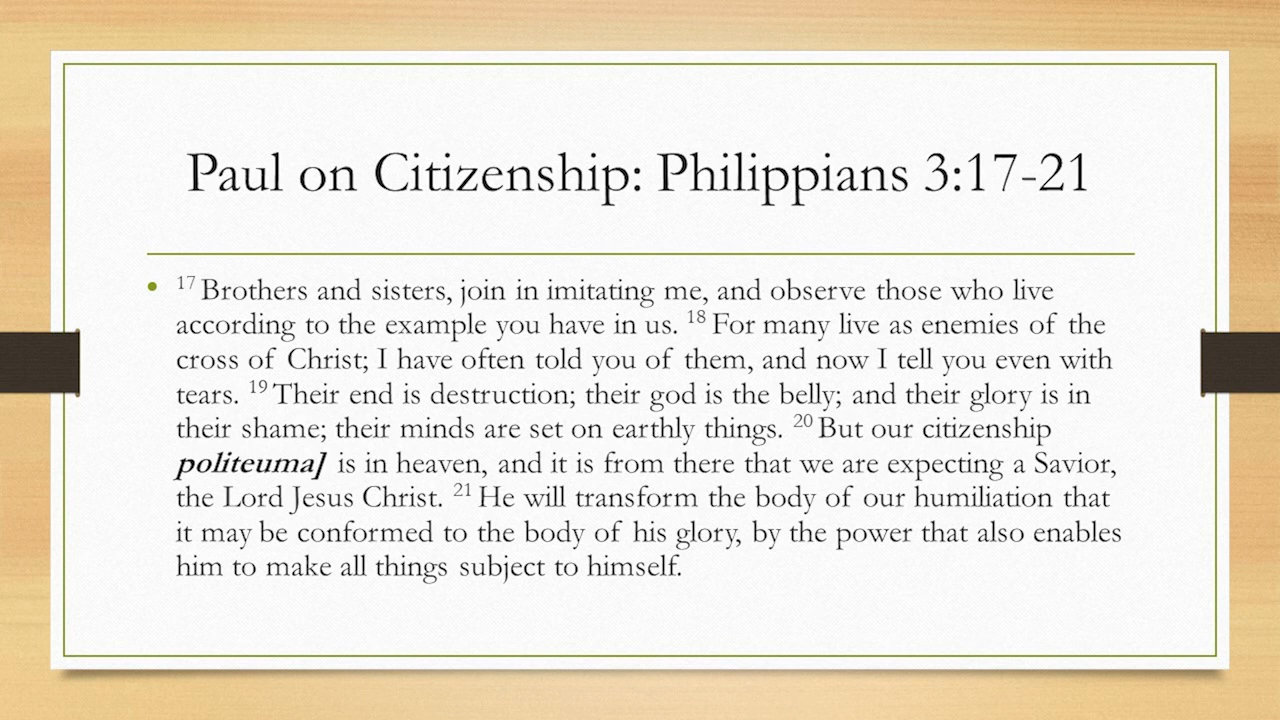 Paul on Citizenship: Philippians 3:17-21
• 17 Brothers and sisters, join in imitating me, and observe those who live
according to the example you have in us. 18 For many live as enemies of the
cross of Christ; I have often told you of them, and now I tell you even with
tears. 19 Their end is destruction; their god is the belly; and their glory is in
their shame; their minds are set on earthly things. 20 But our citizenship
politeuma] is in heaven, and it is from there that we are expecting a Savior,
the Lord Jesus Christ. 21 He will transform the body of our humiliation that
it may be conformed to the body of his glory, by the power that also enables
him to make all things subject to himself.